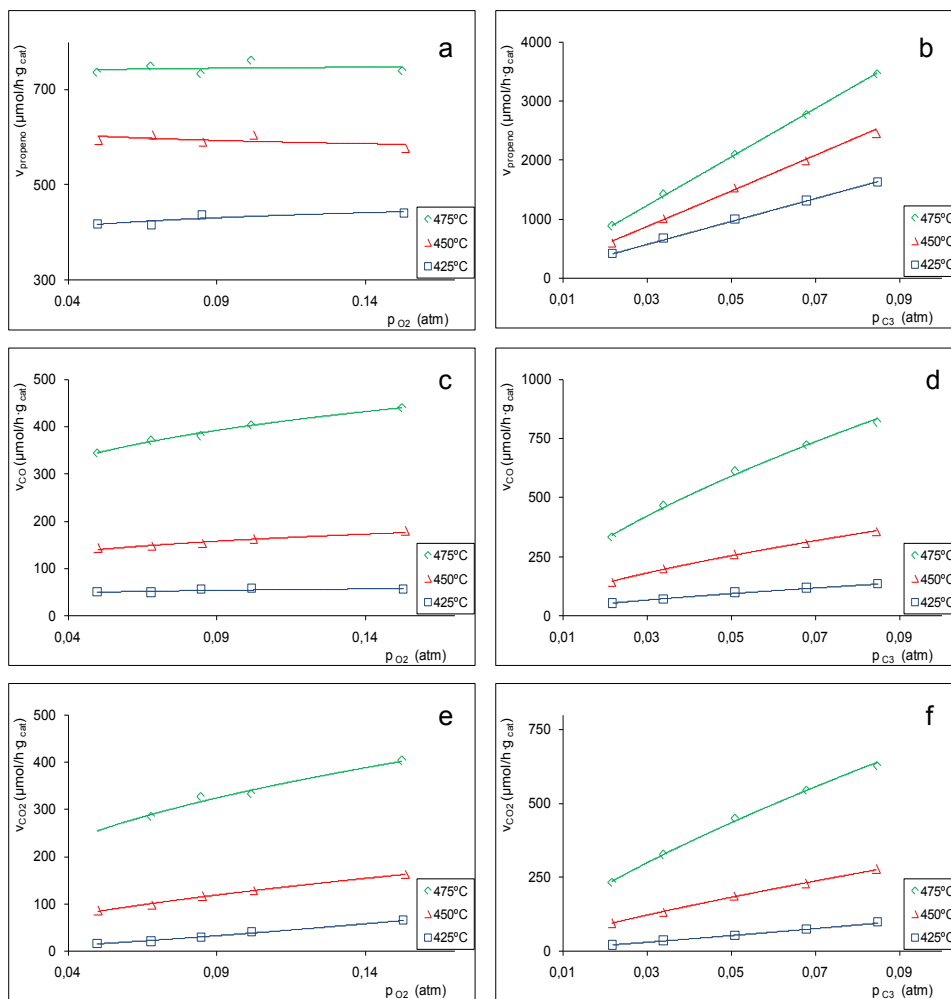 a
v propeno (µmol/h·g cat)
700
500
300
0.04
0.09
0.14
p O2 (atm)
475ºC
450ºC
425ºC
b
v propeno (µmol/h·g cat)
4000
3000
2000
1000
0
0,01
0,03
0,05
0,07
0,09
p C3 (atm)
475ºC
450ºC
425ºC
c
v CO (µmol/h·g cat)
500
400
300
200
100
0
0,04
0,09
0,14
p O2 (atm)
475ºC
450ºC
425ºC
d
v CO (µmol/h·g cat)
1000
750
500
250
0
0,01
0,03
0,05
0,07
0,09
p C3 (atm)
475ºC
450ºC
425ºC
e
v CO2 (µmol/h·g cat)
500
400
300
200
100
0
0,04
0,09
0,14
p O2 (atm)
475ºC
450ºC
425ºC
f
v CO2 (µmol/h·g cat)
750
500
250
0
0,01
0,03
0,05
0,07
0,09
p C3 (atm)
475ºC
450ºC
425ºC